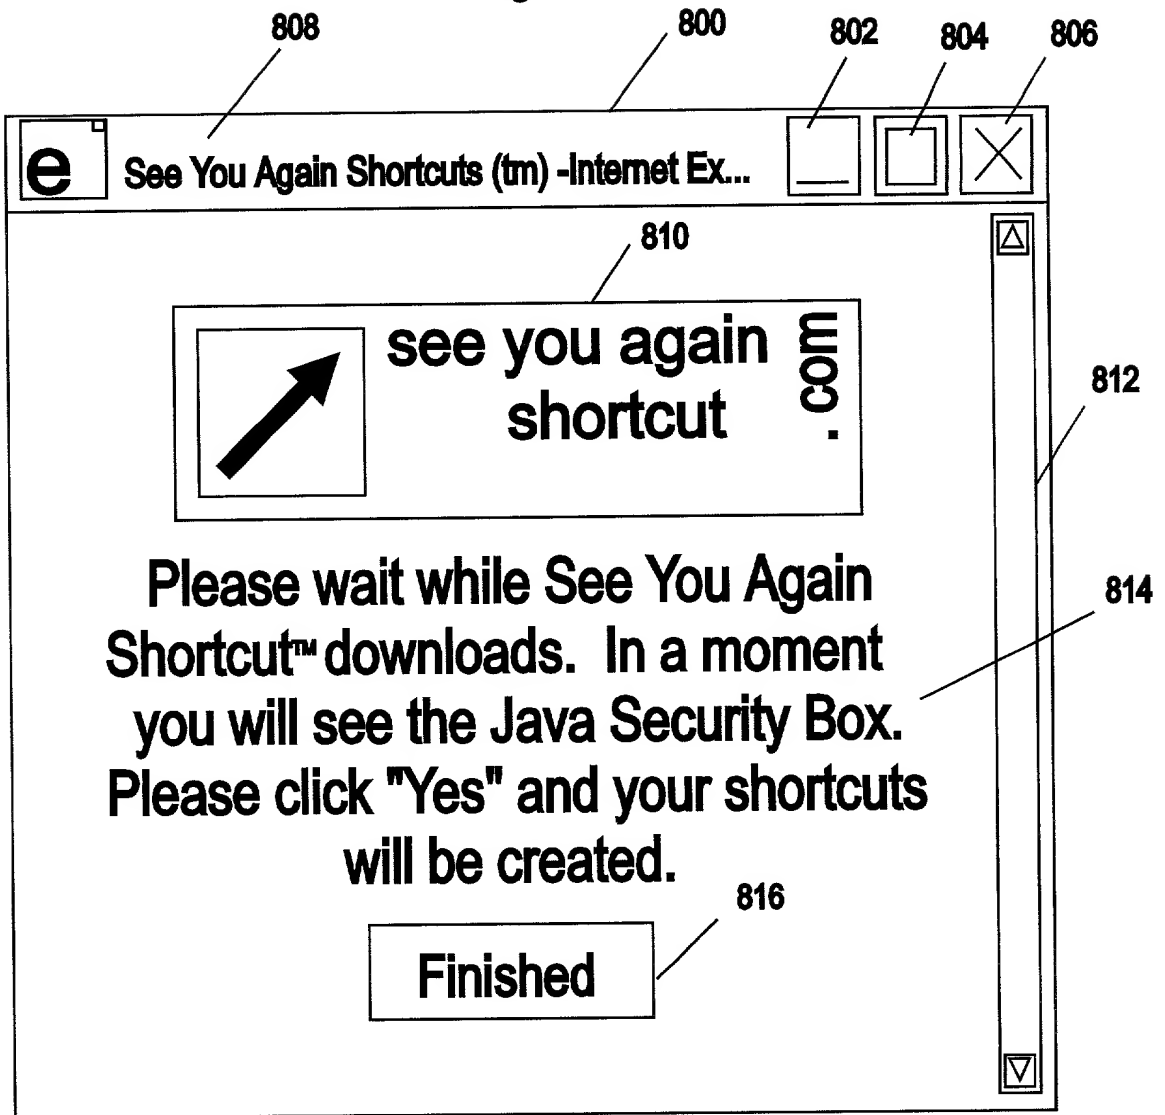 808
800
802
804
806
e
See You Again Shortcuts (tm) -Internet Ex...
810
see you again
shortcut
.com
812
Please wait while See You Again
Shortcut™ downloads. In a moment
you will see the Java Security Box.
Please click "Yes" and your shortcuts
will be created.
814
816
Finished